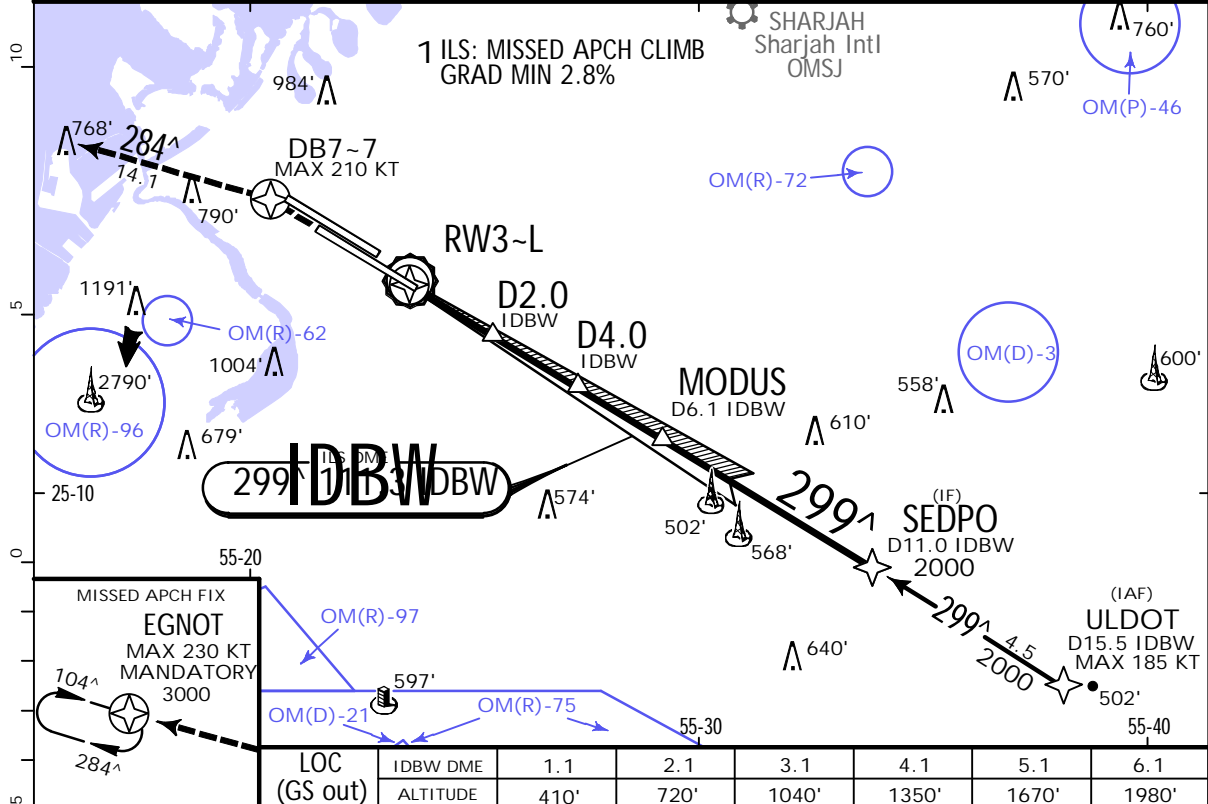 SHARJAH
Sharjah Intl
OMSJ
760'
10
1 ILS: MISSED APCH CLIMB
GRAD MIN 2.8%
984'
570'
OM(P)-46
768'
284^
14.1
DB7~7
MAX 210 KT
OM(R)-72
790'
RW3~L
1191'
5
D2.0
IDBW
OM(R)-62
D4.0
IDBW
OM(D)-3
1004'
600'
2790'
MODUS
D6.1 IDBW
558'
OM(R)-96
679'
610'
ILS DME
IDBW
299^
IDBW
574'
299^
25-10
502'
568'
(IF)
SEDPO
D11.0 IDBW
2000
0
55-20
MISSED APCH FIX
EGNOT
MAX 230 KT
MANDATORY
3000
104^
284^
OM(R)-97
299^
4.5
2000
(IAF)
ULDOT
D15.5 IDBW
MAX 185 KT
640'
502'
597'
OM(D)-21
OM(R)-75
55-30
55-40
5
LOC
(GS out)
IDBW DME 1.1 2.1 3.1 4.1 5.1 6.1
ALTITUDE 410' 720' 1040' 1350' 1670' 1980'